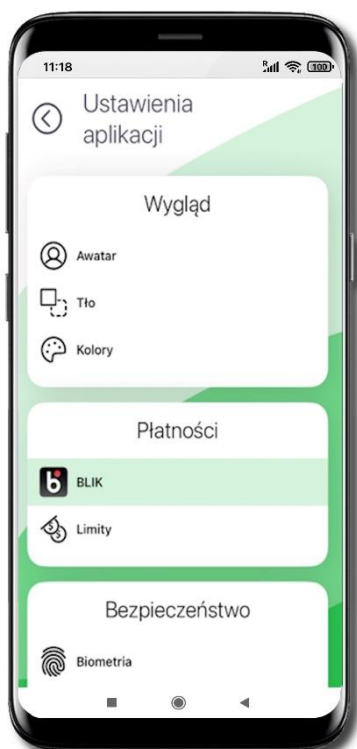 11:18
R
100
Ustawienia
aplikacji
Wygląd
Awatar
Tło
Kolory
Płatności
BLIK
Limity
Bezpieczeństwo
Biometria